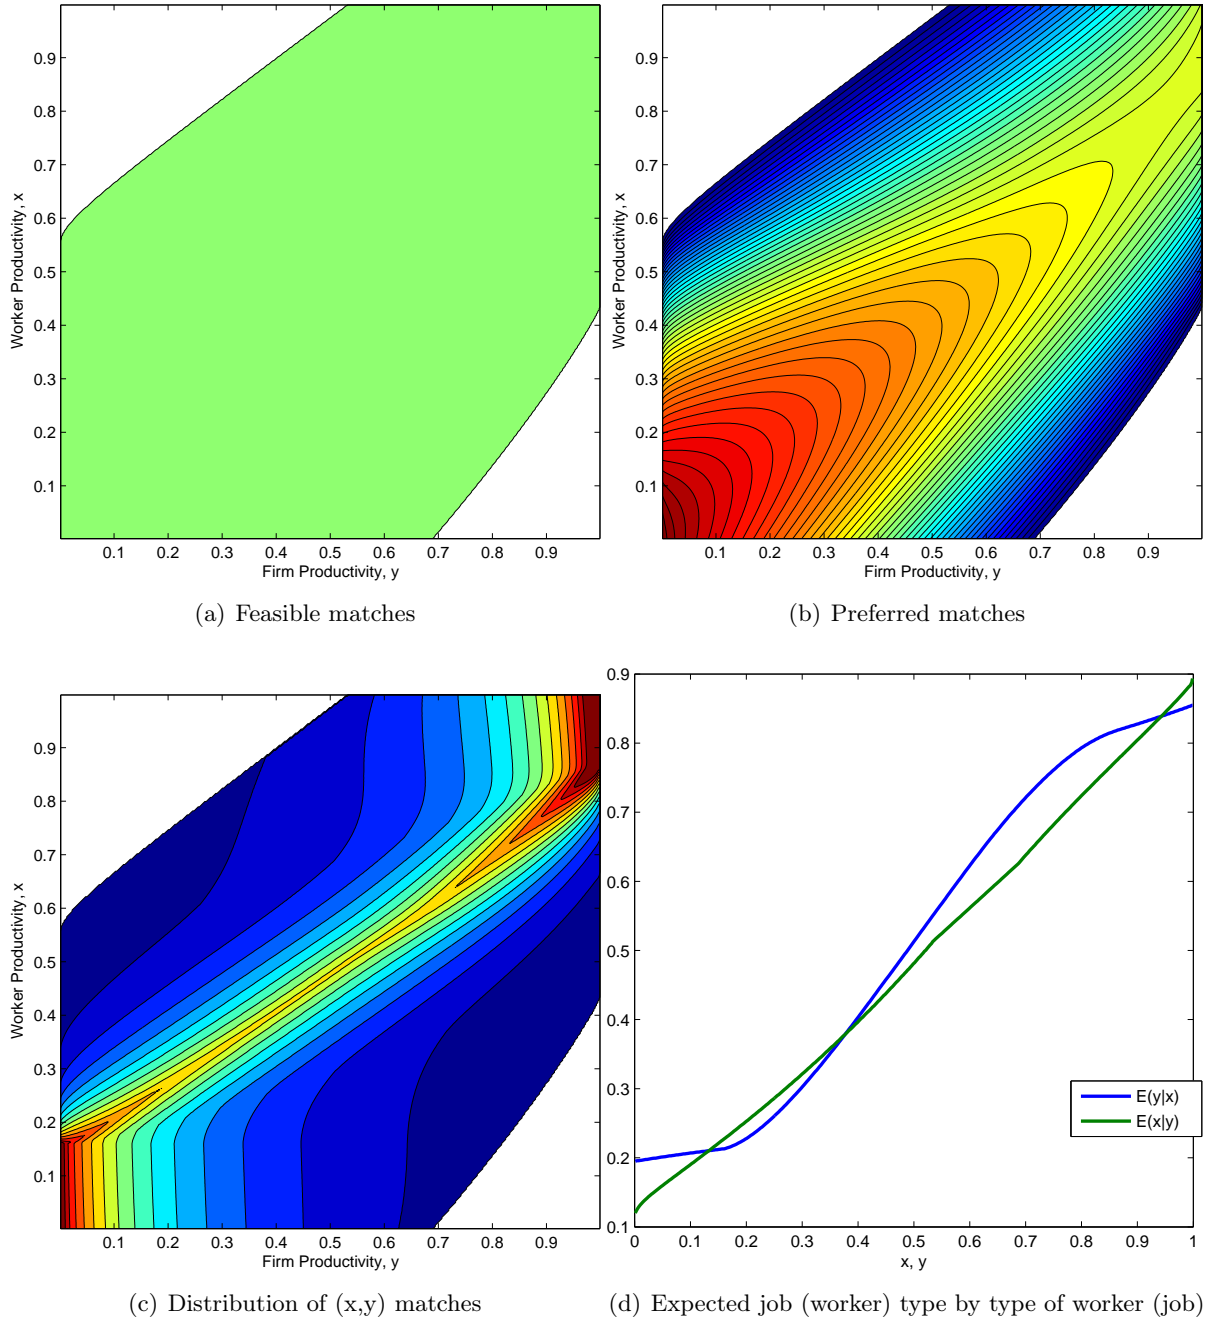 0.9
0.8
0.7
0.6
0.5
0.4
0.3
0.2
0.1
Worker Productivity, x
0.1 0.2 0.3 0.4 0.5 0.6 0.7 0.8 0.9
Firm Productivity, y
(a) Feasible matches
0.9
0.8
0.7
0.6
0.5
0.4
0.3
0.2
0.1
Worker Productivity, x
0.1 0.2 0.3 0.4 0.5 0.6 0.7 0.8 0.9
Firm Productivity, y
(b) Preferred matches
0.9
0.8
0.7
0.6
0.5
0.4
0.3
0.2
0.1
Worker Productivity, x
0.1 0.2 0.3 0.4 0.5 0.6 0.7 0.8 0.9
Firm Productivity, y
(c) Distribution of (x,y) matches
0.9
0.8
0.7
0.6
0.5
0.4
0.3
0.2
0.1
E(y|x)
E(x|y)
0 0.1 0.2 0.3 0.4 0.5 0.6 0.7 0.8 0.9 1
x, y
(d) Expected job (worker) type by type of worker (job)